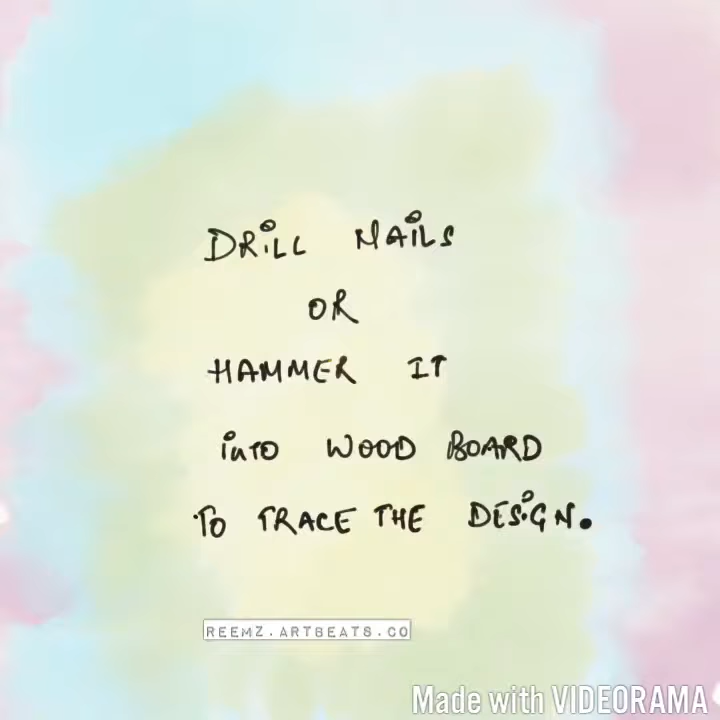 DRiLL NAiLS
OR
HAMMER IT
into WOOD BOARD
TO TRACE THE DESiGN.
REEMZ.ARTBEATS.CO
Made with VIDEORAMA